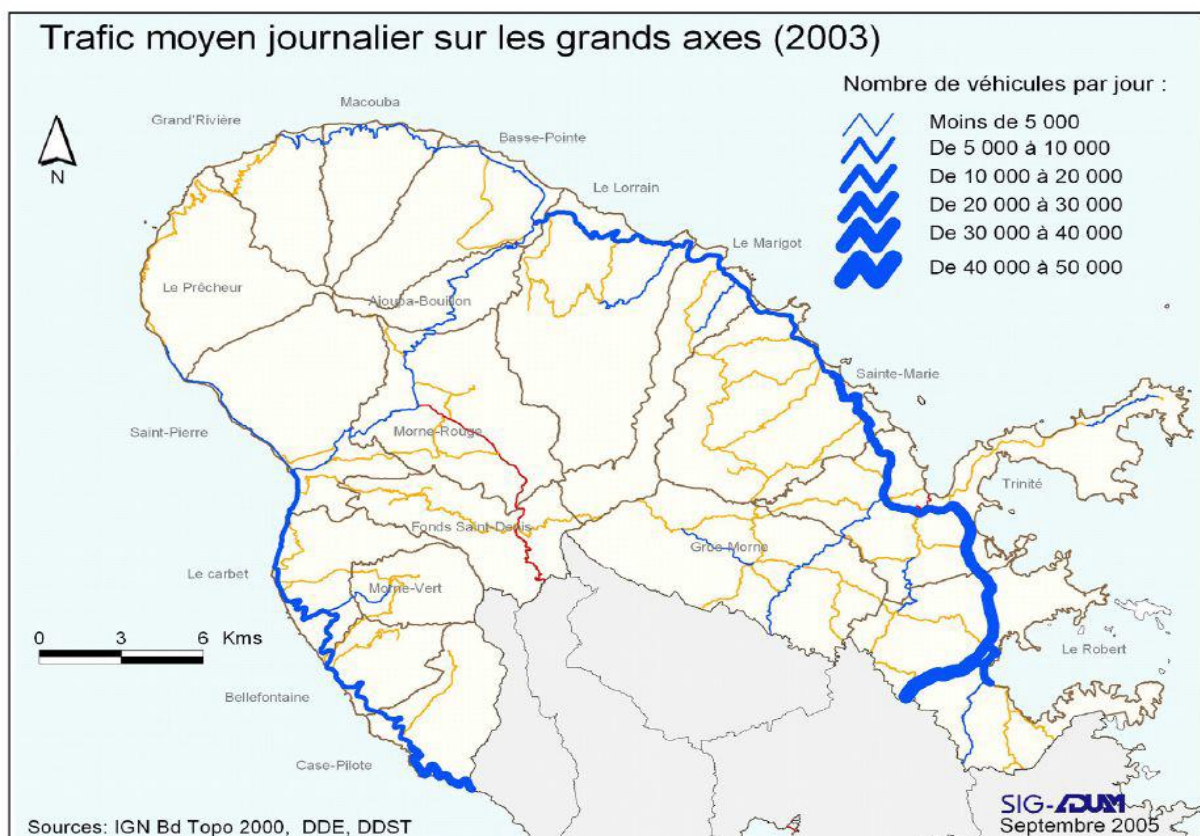 Trafic moyen journalier sur les grands axes (2003)
Nombre de véhicules par jour :
Moins de 5 000
De 5 000 à 10 000
De 10 000 à 20 000
De 20 000 à 30 000
De 30 000 à 40 000
De 40 000 à 50 000
N
Macouba
Grand'Rivière
Basse-Pointe
Le Lorrain
Le Marigot
Le Prêcheur
Ajoupa-Bouillon
Sainte-Marie
Saint-Pierre
Morne-Rouge
Trinité
Fonds Saint-Denis
Gros-Morne
Le carbet
Morne-Vert
0 3 6 Kms
Le Robert
Bellefontaine
Case-Pilote
SIG-ADUAM
Sources: IGN Bd Topo 2000, DDE, DDST
Septembre 2005